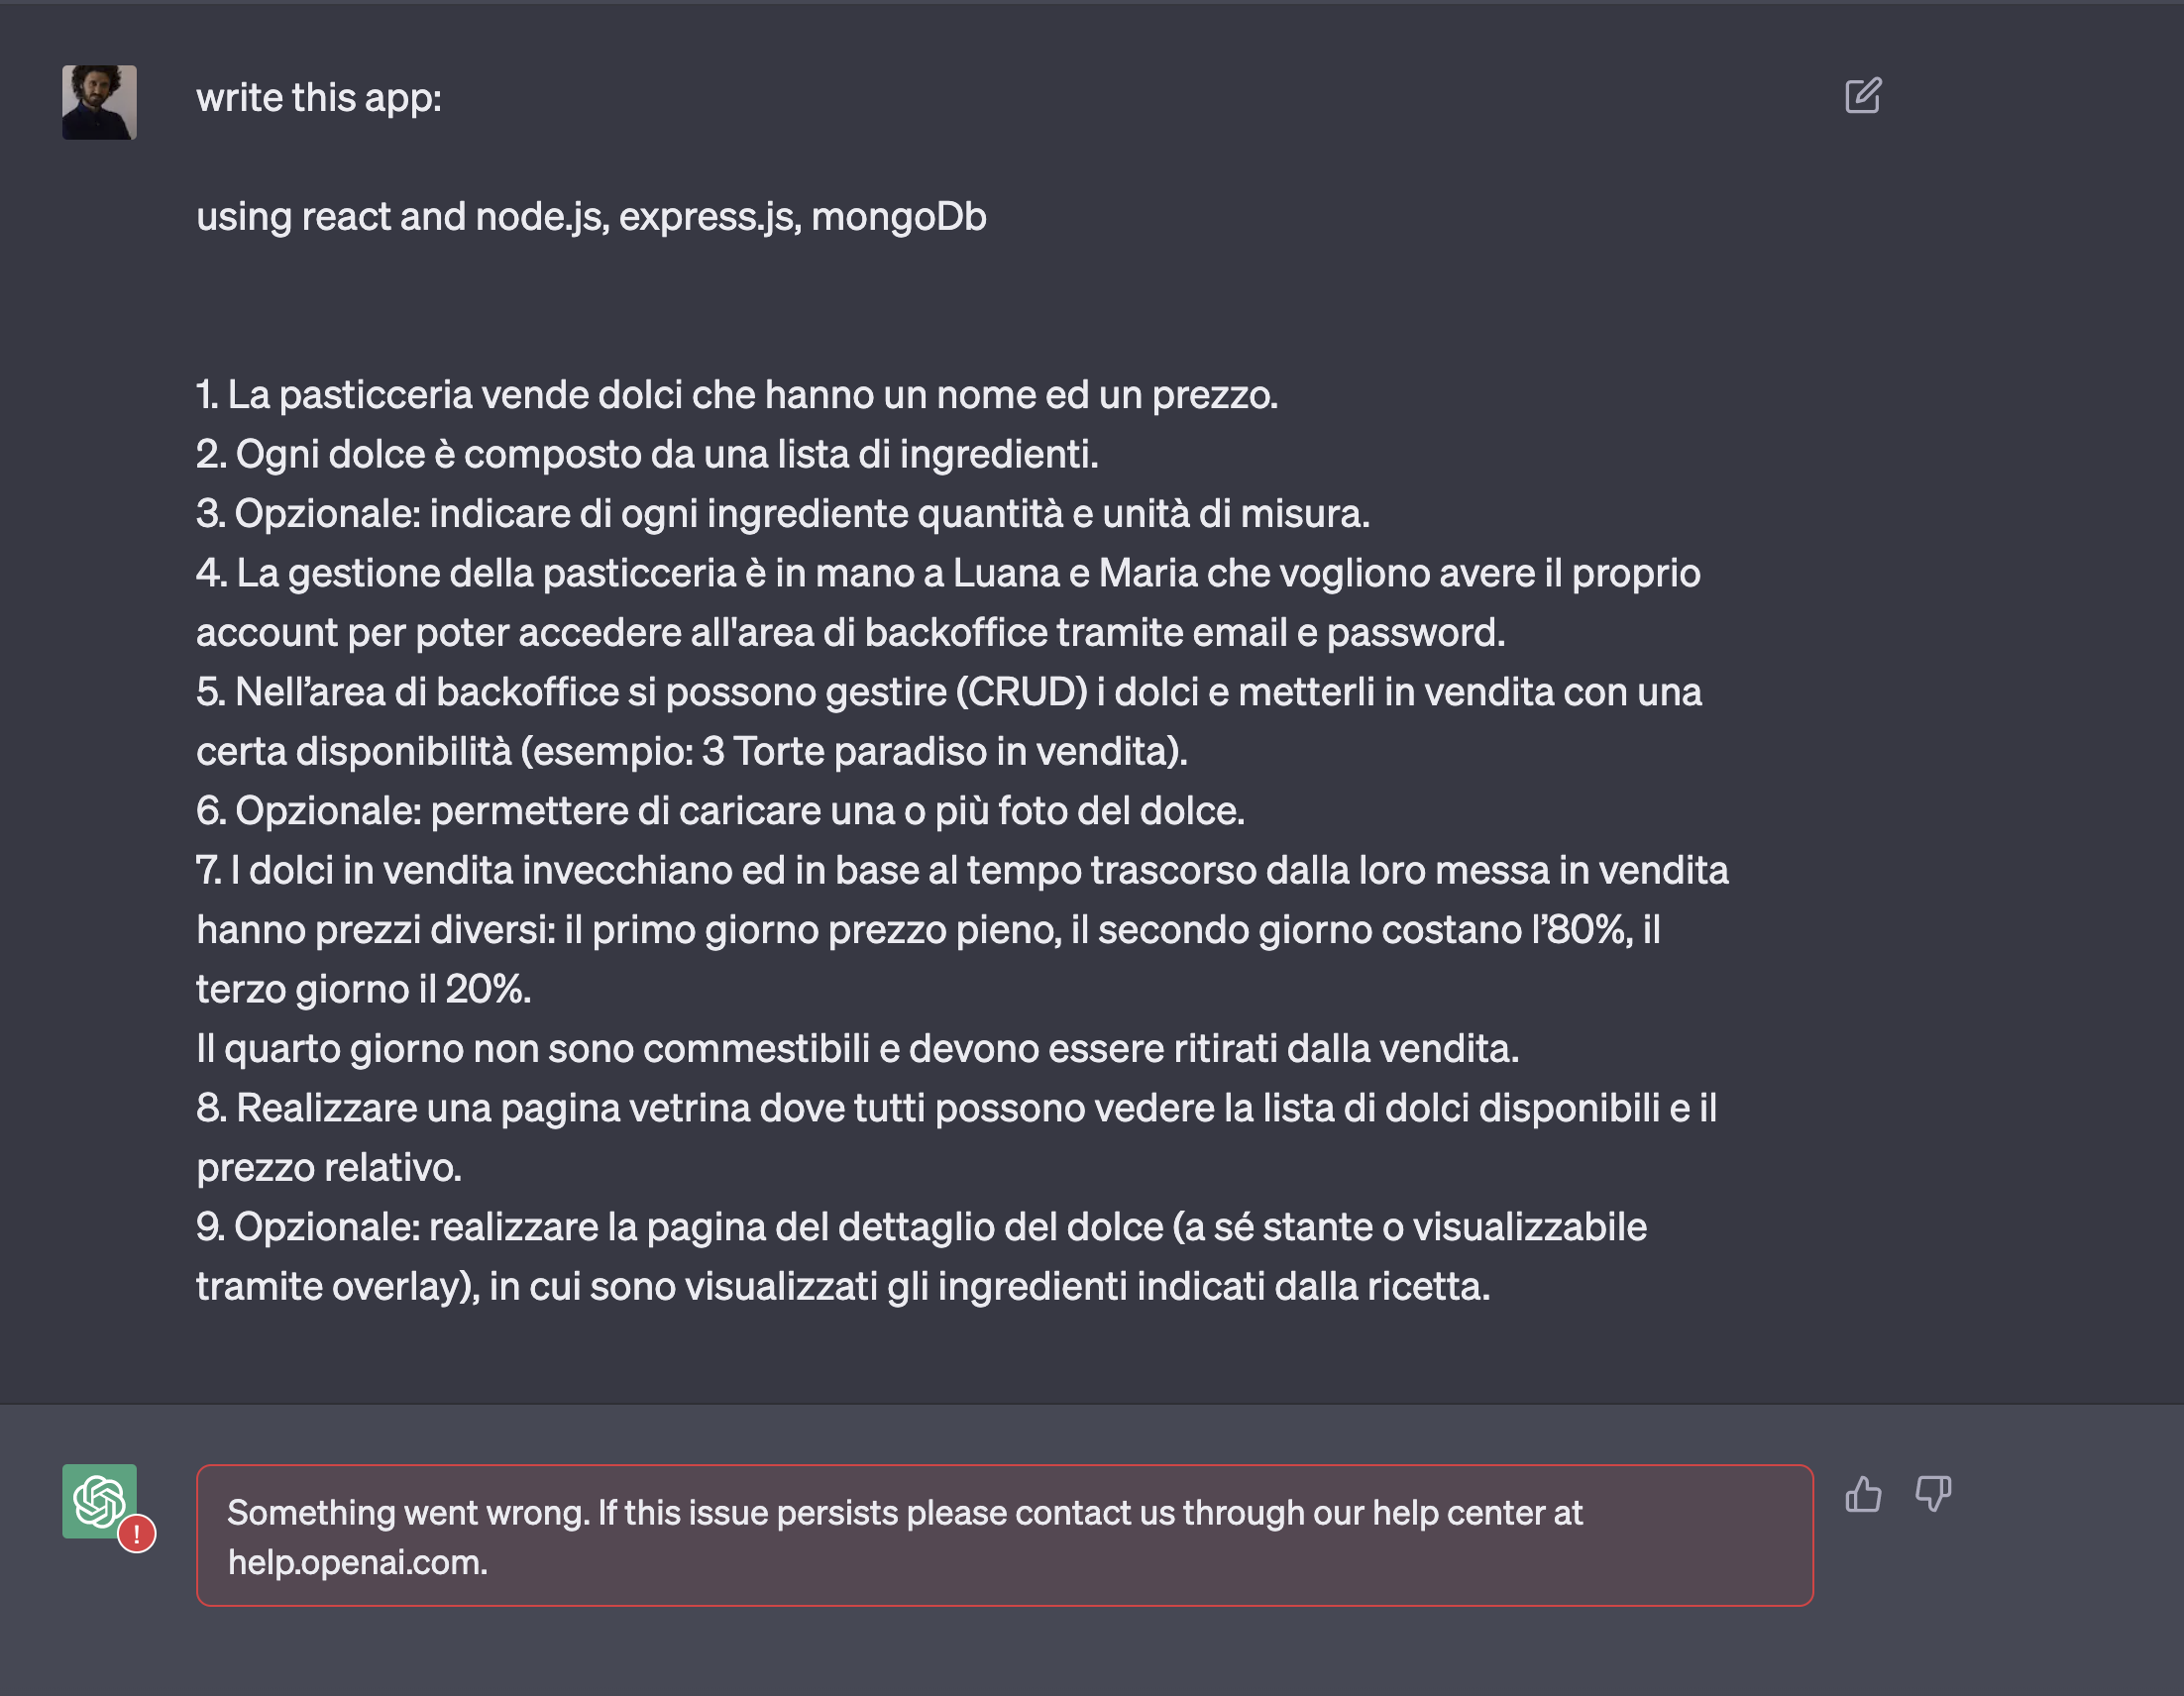 write this app:
using react and node.js, express.js, mongoDb
1. La pasticceria vende dolci che hanno un nome ed un prezzo.
2. Ogni dolce è composto da una lista di ingredienti.
3. Opzionale: indicare di ogni ingrediente quantità e unità di misura.
4. La gestione della pasticceria è in mano a Luana e Maria che vogliono avere il proprio
account per poter accedere all'area di backoffice tramite email e password.
5. Nell’area di backoffice si possono gestire (CRUD) i dolci e metterli in vendita con una
certa disponibilità (esempio: 3 Torte paradiso in vendita).
6. Opzionale: permettere di caricare una o più foto del dolce.
7. I dolci in vendita invecchiano ed in base al tempo trascorso dalla loro messa in vendita
hanno prezzi diversi: il primo giorno prezzo pieno, il secondo giorno costano l’80%, il
terzo giorno il 20%.
Il quarto giorno non sono commestibili e devono essere ritirati dalla vendita.
8. Realizzare una pagina vetrina dove tutti possono vedere la lista di dolci disponibili e il
prezzo relativo.
9. Opzionale: realizzare la pagina del dettaglio del dolce (a sé stante o visualizzabile
tramite overlay), in cui sono visualizzati gli ingredienti indicati dalla ricetta.
Something went wrong. If this issue persists please contact us through our help center at
help.openai.com.